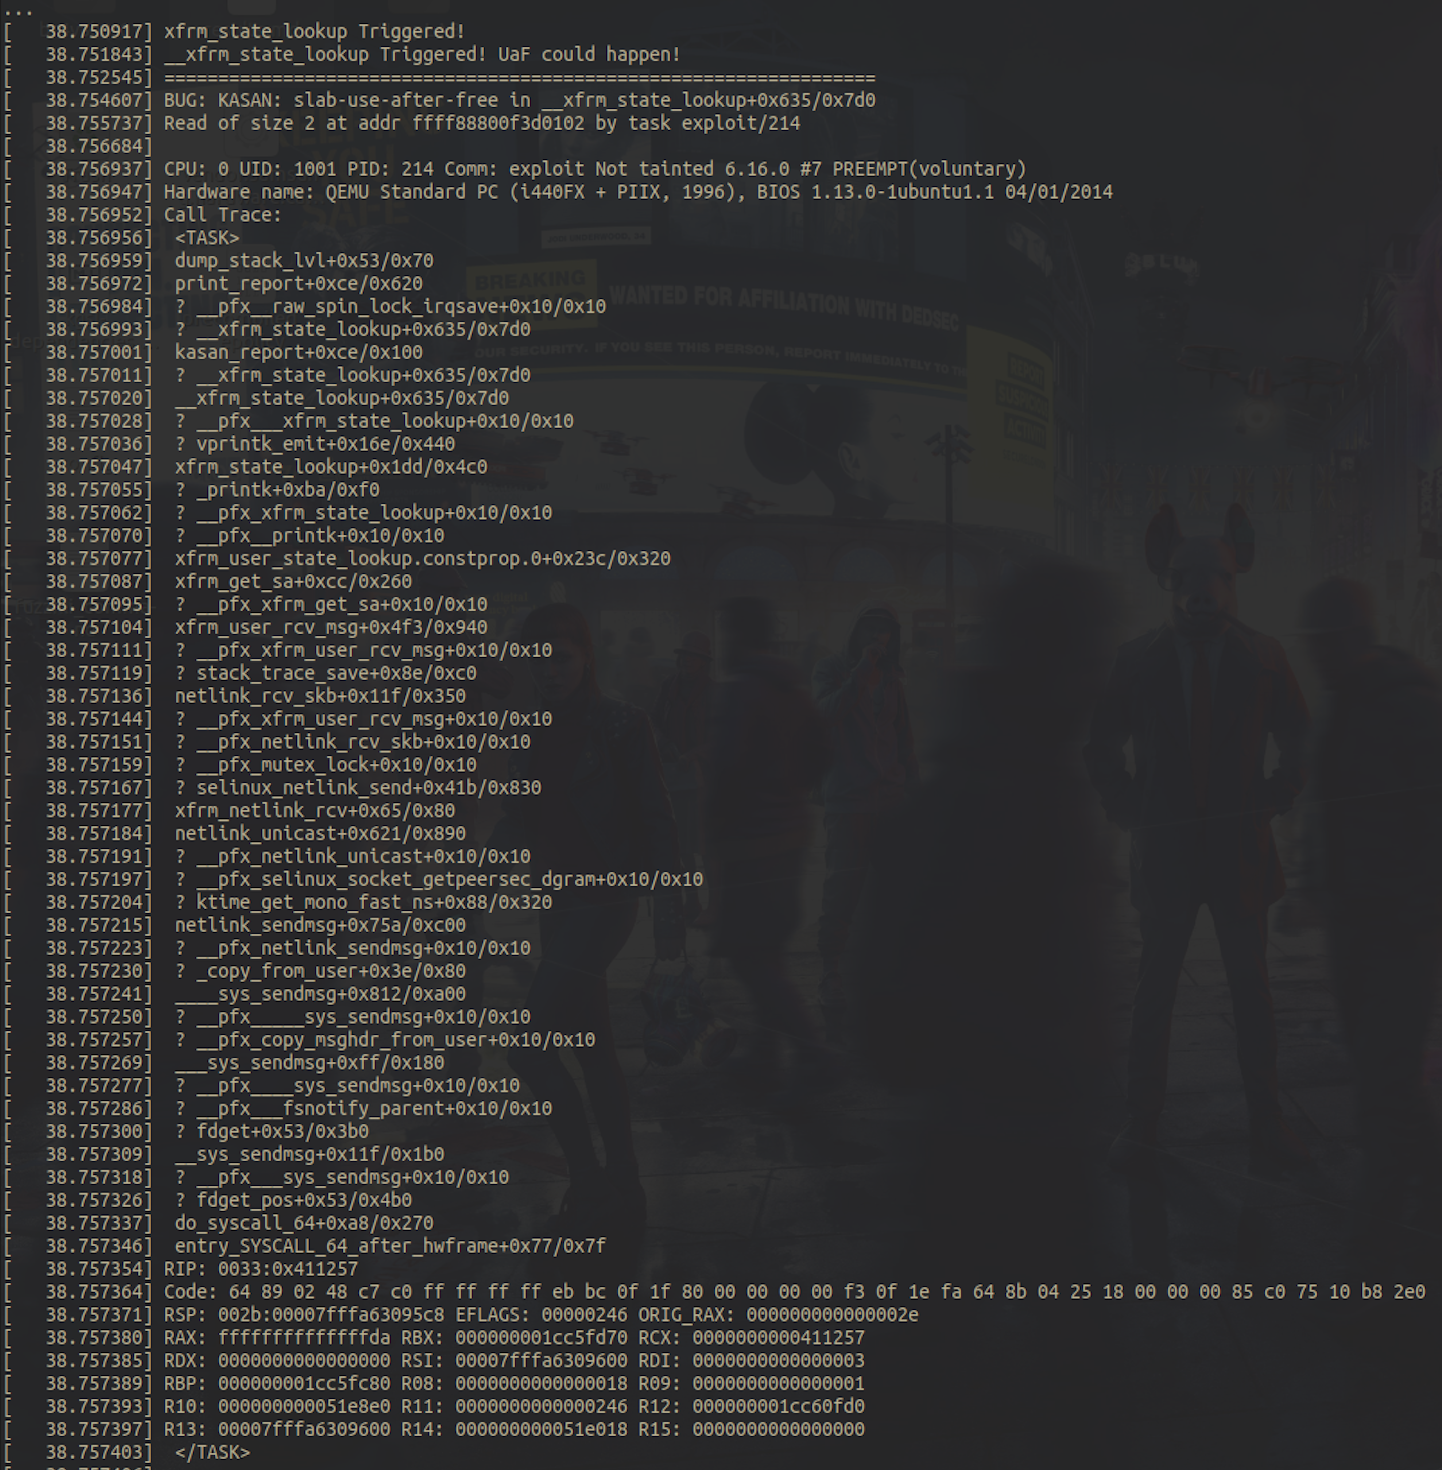 ...
[   38.750917] xfrm_state_lookup Triggered!
[   38.751843] __xfrm_state_lookup Triggered! UaF could happen!
[   38.752545] ==================================================================
[   38.754607] BUG: KASAN: slab-use-after-free in __xfrm_state_lookup+0x635/0x7d0
[   38.755737] Read of size 2 at addr ffff88800f3d0102 by task exploit/214
[   38.756684]
[   38.756937] CPU: 0 UID: 1001 PID: 214 Comm: exploit Not tainted 6.16.0 #7 PREEMPT(voluntary)
[   38.756947] Hardware name: QEMU Standard PC (i440FX + PIIX, 1996), BIOS 1.13.0-1ubuntu1.1 04/01/2014
[   38.756952] Call Trace:
[   38.756956]  <TASK>
[   38.756959]  dump_stack_lvl+0x53/0x70
[   38.756972]  print_report+0xce/0x620
[   38.756984]  ? __pfx__raw_spin_lock_irqsave+0x10/0x10
[   38.756993]  ? __xfrm_state_lookup+0x635/0x7d0
[   38.757001]  kasan_report+0xce/0x100
[   38.757011]  ? __xfrm_state_lookup+0x635/0x7d0
[   38.757020]  __xfrm_state_lookup+0x635/0x7d0
[   38.757028]  ? __pfx___xfrm_state_lookup+0x10/0x10
[   38.757036]  ? vprintk_emit+0x16e/0x440
[   38.757047]  xfrm_state_lookup+0x1dd/0x4c0
[   38.757055]  ? _printk+0xba/0xf0
[   38.757062]  ? __pfx_xfrm_state_lookup+0x10/0x10
[   38.757070]  ? __pfx__printk+0x10/0x10
[   38.757077]  xfrm_user_state_lookup.constprop.0+0x23c/0x320
[   38.757087]  xfrm_get_sa+0xcc/0x260
[   38.757095]  ? __pfx_xfrm_get_sa+0x10/0x10
[   38.757104]  xfrm_user_rcv_msg+0x4f3/0x940
[   38.757111]  ? __pfx_xfrm_user_rcv_msg+0x10/0x10
[   38.757119]  ? stack_trace_save+0x8e/0xc0
[   38.757136]  netlink_rcv_skb+0x11f/0x350
[   38.757144]  ? __pfx_xfrm_user_rcv_msg+0x10/0x10
[   38.757151]  ? __pfx_netlink_rcv_skb+0x10/0x10
[   38.757159]  ? __pfx_mutex_lock+0x10/0x10
[   38.757167]  ? selinux_netlink_send+0x41b/0x830
[   38.757177]  xfrm_netlink_rcv+0x65/0x80
[   38.757184]  netlink_unicast+0x621/0x890
[   38.757191]  ? __pfx_netlink_unicast+0x10/0x10
[   38.757197]  ? __pfx_selinux_socket_getpeersec_dgram+0x10/0x10
[   38.757204]  ? ktime_get_mono_fast_ns+0x88/0x320
[   38.757215]  netlink_sendmsg+0x75a/0xc00
[   38.757223]  ? __pfx_netlink_sendmsg+0x10/0x10
[   38.757230]  ? _copy_from_user+0x3e/0x80
[   38.757241]  ____sys_sendmsg+0x812/0xa00
[   38.757250]  ? __pfx_____sys_sendmsg+0x10/0x10
[   38.757257]  ? __pfx_copy_msghdr_from_user+0x10/0x10
[   38.757269]  ___sys_sendmsg+0xff/0x180
[   38.757277]  ? __pfx____sys_sendmsg+0x10/0x10
[   38.757286]  ? __pfx___fsnotify_parent+0x10/0x10
[   38.757300]  ? fdget+0x53/0x3b0
[   38.757309]  __sys_sendmsg+0x11f/0x1b0
[   38.757318]  ? __pfx___sys_sendmsg+0x10/0x10
[   38.757326]  ? fdget_pos+0x53/0x4b0
[   38.757337]  do_syscall_64+0xa8/0x270
[   38.757346]  entry_SYSCALL_64_after_hwframe+0x77/0x7f
[   38.757354] RIP: 0033:0x411257
[   38.757364] Code: 64 89 02 48 c7 c0 ff ff ff ff eb bc 0f 1f 80 00 00 00 00 f3 0f 1e fa 64 8b 04 25 18 00 00 00 85 c0 75 10 b8 2e0
[   38.757371] RSP: 002b:00007fffa63095c8 EFLAGS: 00000246 ORIG_RAX: 000000000000002e
[   38.757380] RAX: ffffffffffffffda RBX: 000000001cc5fd70 RCX: 0000000000411257
[   38.757385] RDX: 0000000000000000 RSI: 00007fffa6309600 RDI: 0000000000000003
[   38.757389] RBP: 000000001cc5fc80 R08: 0000000000000018 R09: 0000000000000001
[   38.757393] R10: 000000000051e8e0 R11: 0000000000000246 R12: 000000001cc60fd0
[   38.757397] R13: 00007fffa6309600 R14: 000000000051e018 R15: 0000000000000000
[   38.757403]  </TASK>
BREAKING
WANTED FOR AFFILIATION WITH DEDSEC
OUR SECURITY. IF YOU SEE THIS PERSON, REPORT IMMEDIATELY TO
REPORT